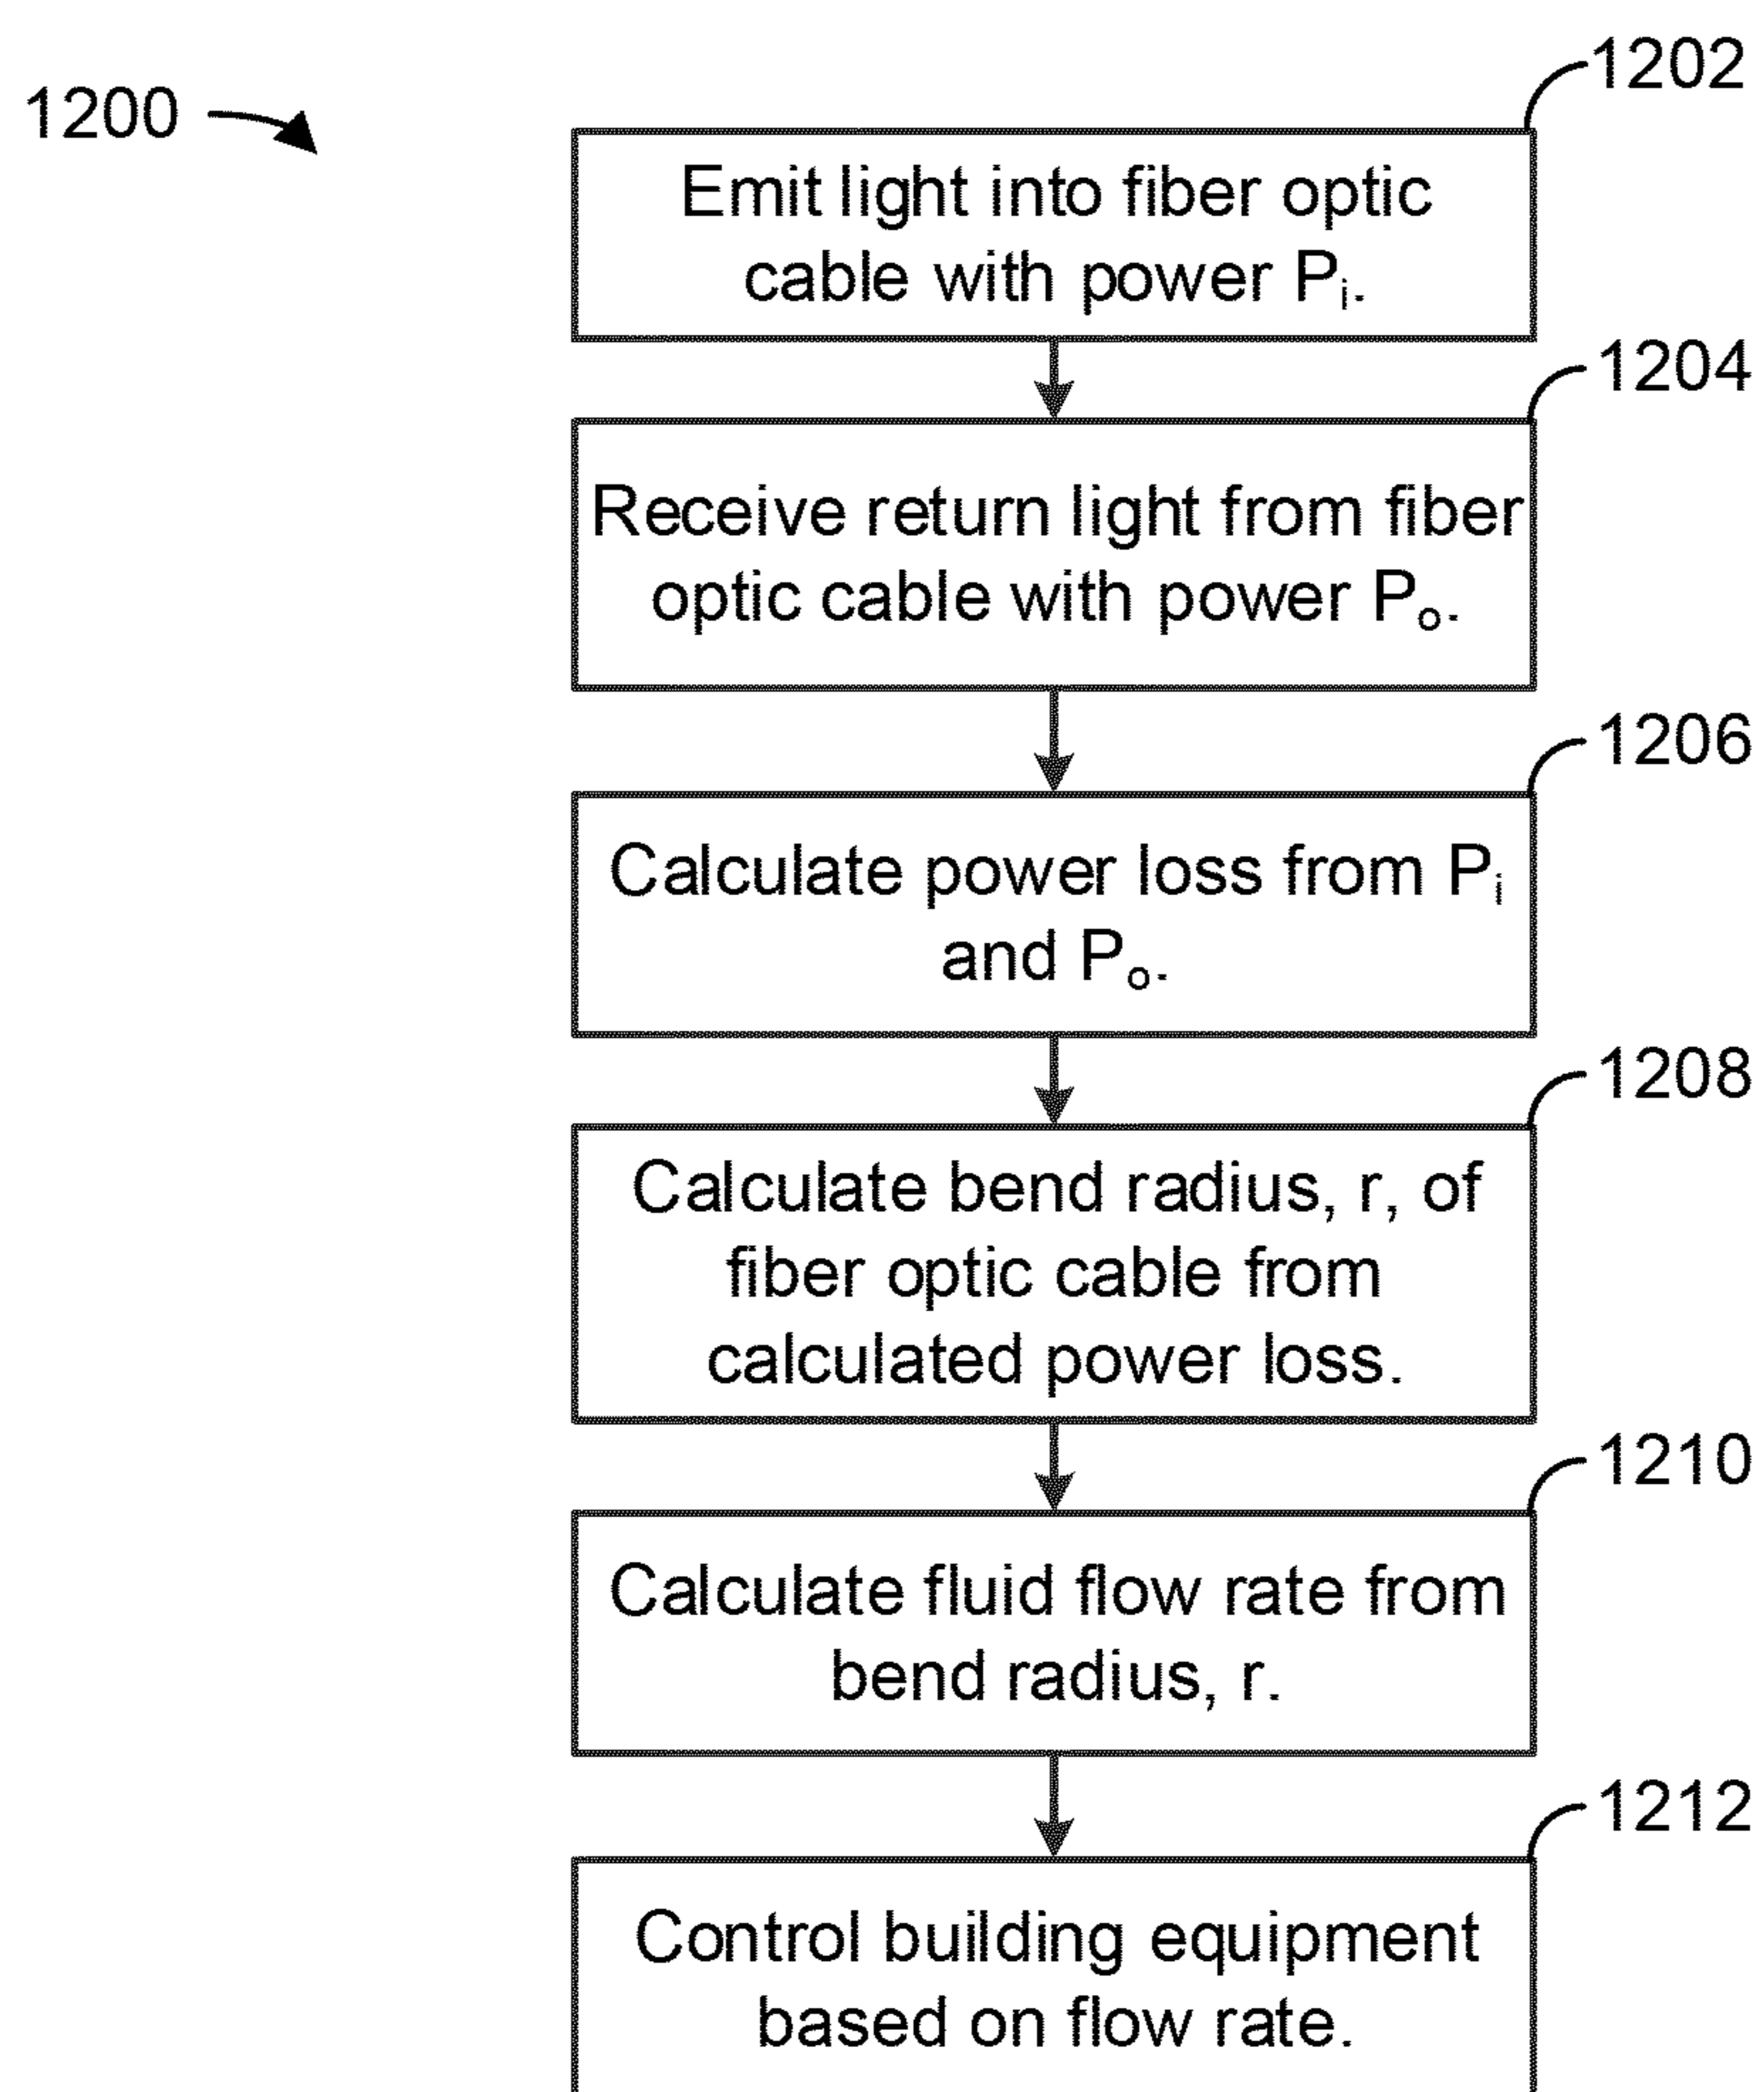 1200
1202
Emit light into fiber optic
cable with power Pi.
1204
Receive return light from fiber
optic cable with power Po.
1206
Calculate power loss from Pi
and Po.
1208
Calculate bend radius, r, of
fiber optic cable from
calculated power loss.
1210
Calculate fluid flow rate from
bend radius, r.
1212
Control building equipment
based on flow rate.